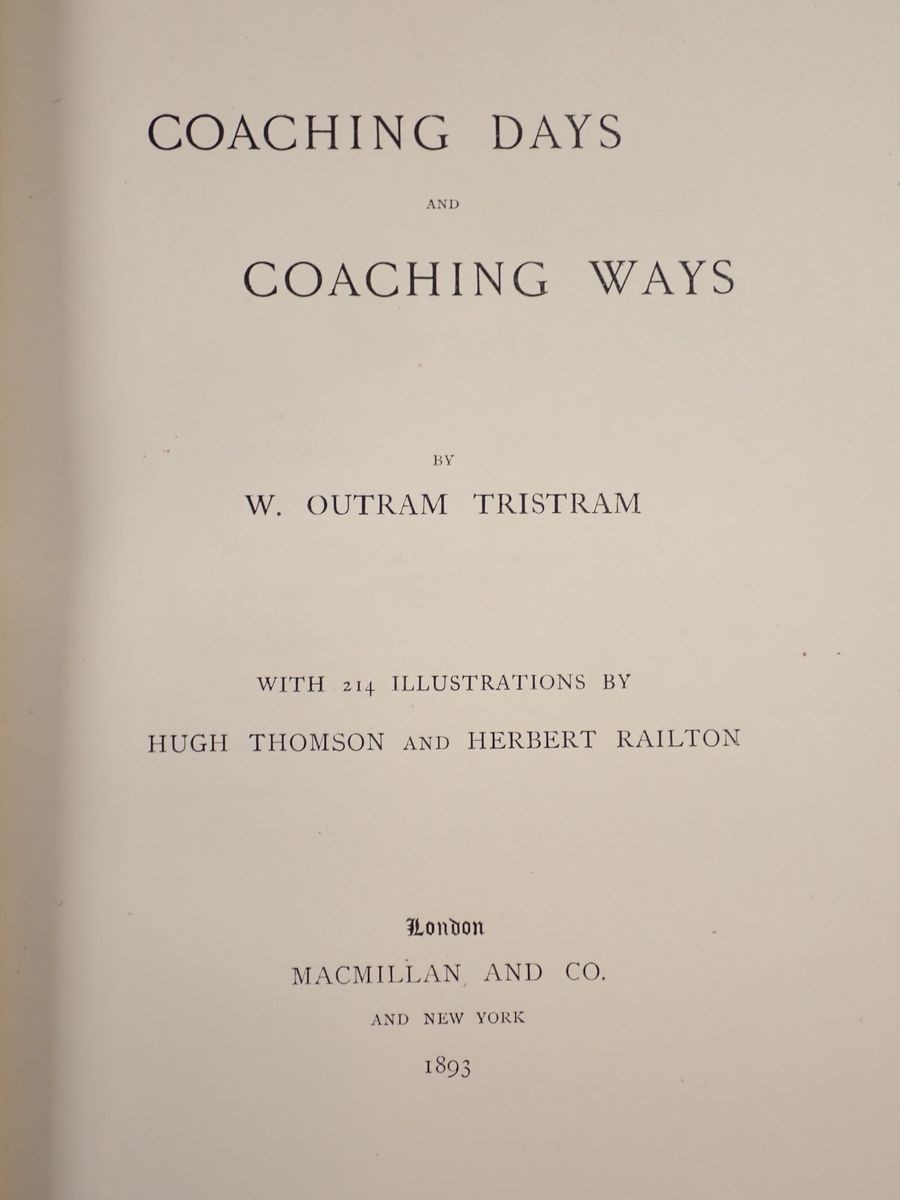 COACHING DAYS
AND
COACHING WAYS
BY
W. OUTRAM TRISTRAM
WITH 214 ILLUSTRATIONS BY
HUGH THOMSON AND HERBERT RAILTON
London
MACMILLAN AND CO.
AND NEW YORK
1893